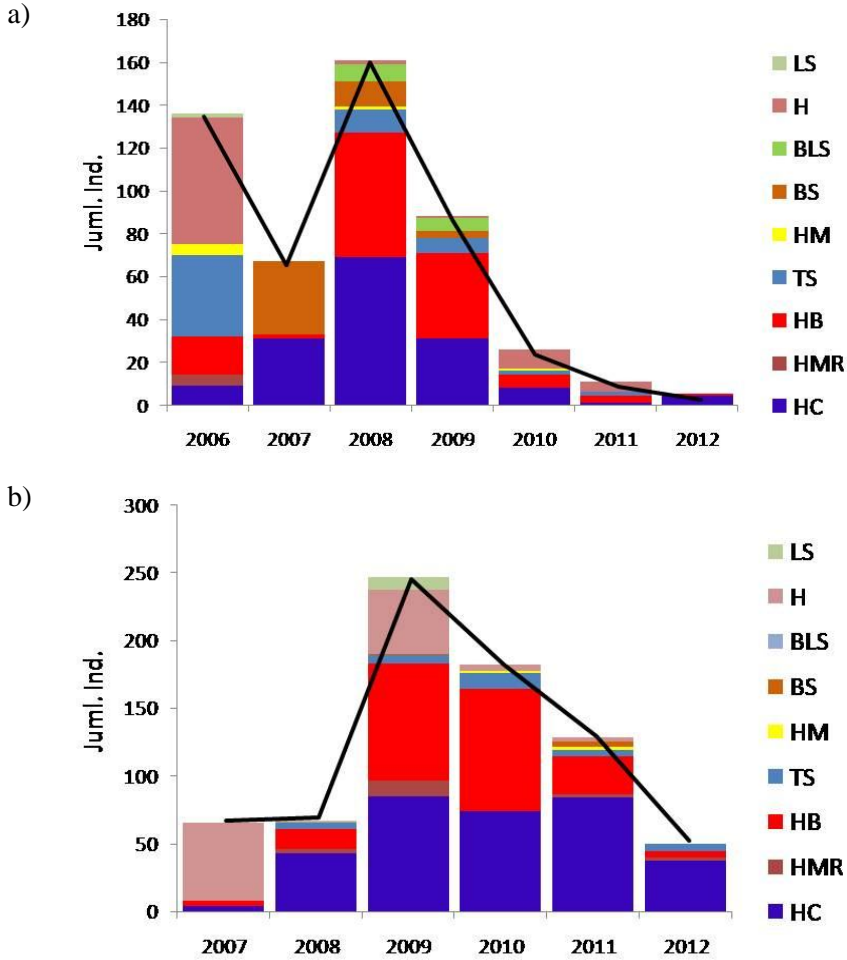 a)
180
160
140
120
100
80
60
40
20
0
Juml. Ind.
2006 2007 2008 2009 2010 2011 2012
LS
H
BLS
BS
HM
TS
HB
HMR
HC
b)
300
250
200
150
100
50
0
Juml. Ind.
2007 2008 2009 2010 2011 2012
LS
H
BLS
BS
HM
TS
HB
HMR
HC